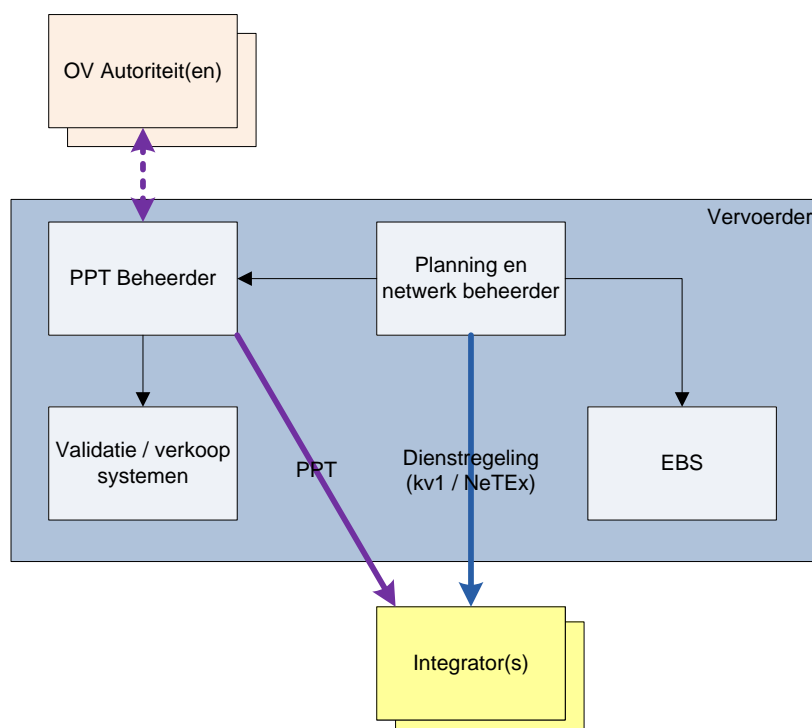 OV Autoriteit(en)
Vervoerder
PPT Beheerder
Planning en
netwerk beheerder
Validatie / verkoop
systemen
PPT
Dienstregeling
(kv1 / NeTEx)
EBS
Integrator(s)